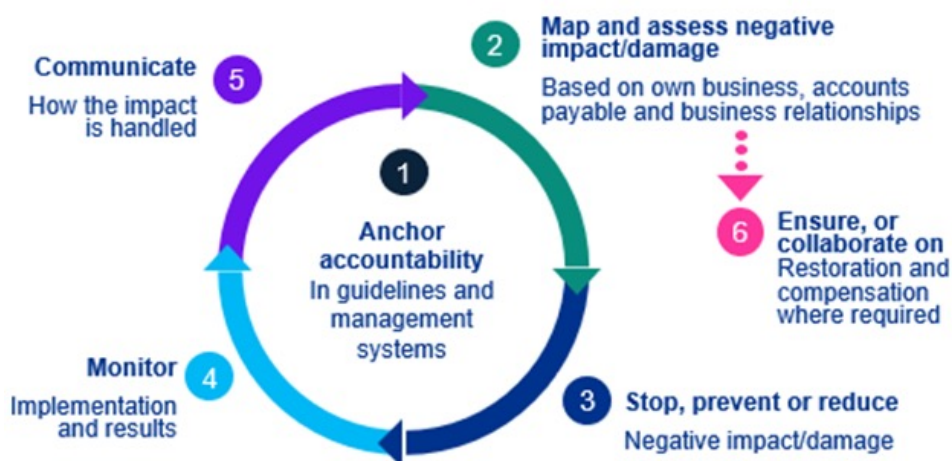 1
Anchor
accountability
In guidelines and
management
systems
2
Map and assess negative
impact/damage
Based on own business, accounts
payable and business relationships
3
Stop, prevent or reduce
Negative impact/damage
4
Monitor
Implementation
and results
5
Communicate
How the impact
is handled
6
Ensure, or
collaborate on
Restoration and
compensation
where required